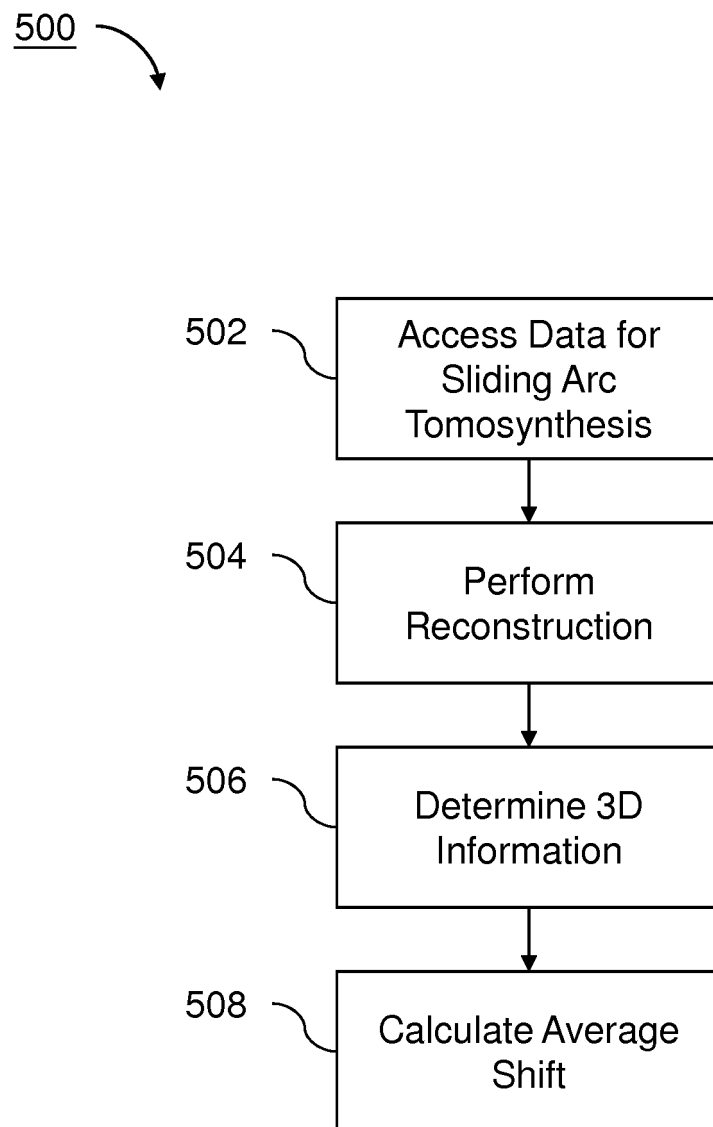 500
502
Access Data for
Sliding Arc
Tomosynthesis
504
Perform
Reconstruction
506
Determine 3D
Information
508
Calculate Average
Shift